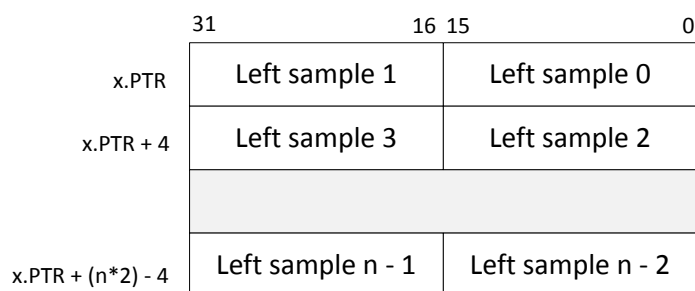 31 16 15 0
x.PTR Left sample 1 Left sample 0
x.PTR + 4 Left sample 3 Left sample 2
x.PTR + (n*2) - 4 Left sample n - 1 Left sample n - 2